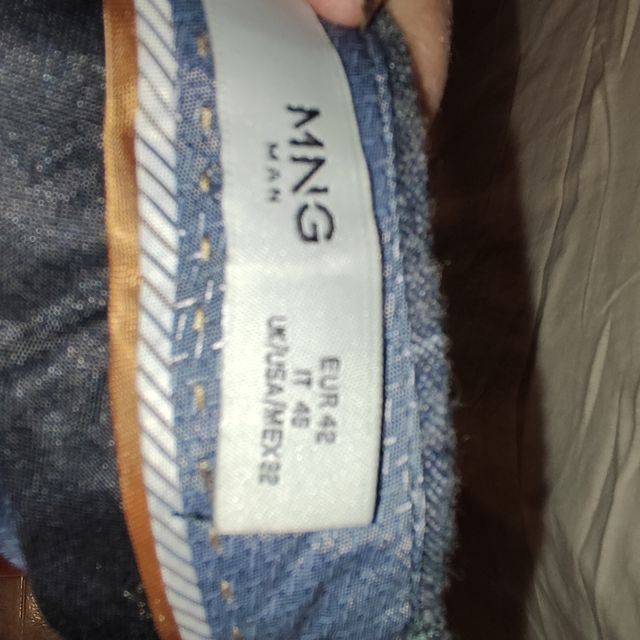 MNG
MAN
EUR 42
IT 46
UK/USA/MEX 32